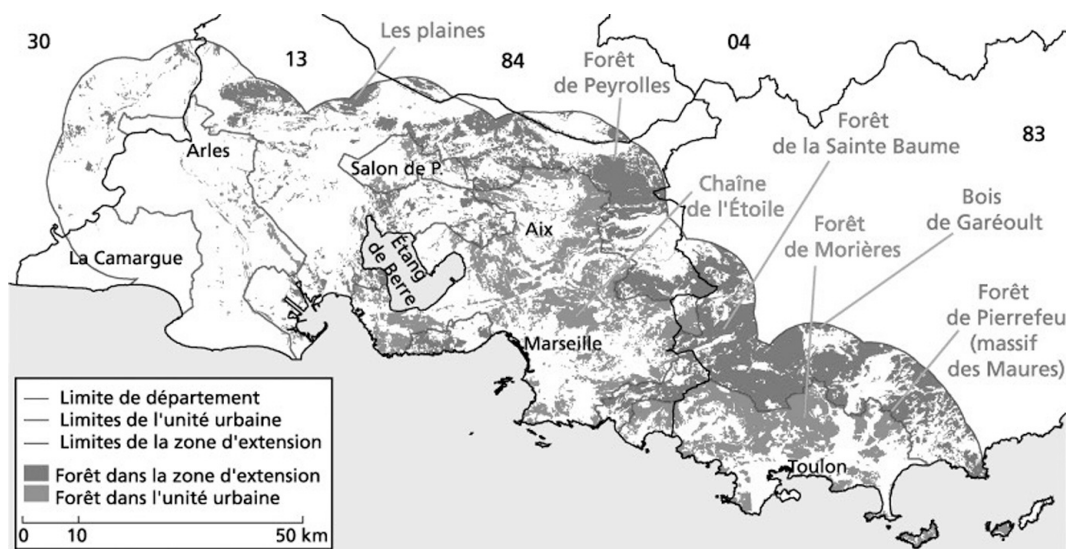 30
13
Les plaines
84
04
Forêt
de Peyrolles
83
Forêt
de la Sainte Baume
Arles
Salon de P.
Chaîne
de l'Étoile
Bois
de Garéoult
Aix
Forêt
de Morières
La Camargue
Étang
de Berre
Forêt
de Pierrefeu
(massif
des Maures)
Marseille
Toulon
Limite de département
Limites de l'unité urbaine
Limites de la zone d'extension
Forêt dans la zone d'extension
Forêt dans l'unité urbaine
0 10 50 km